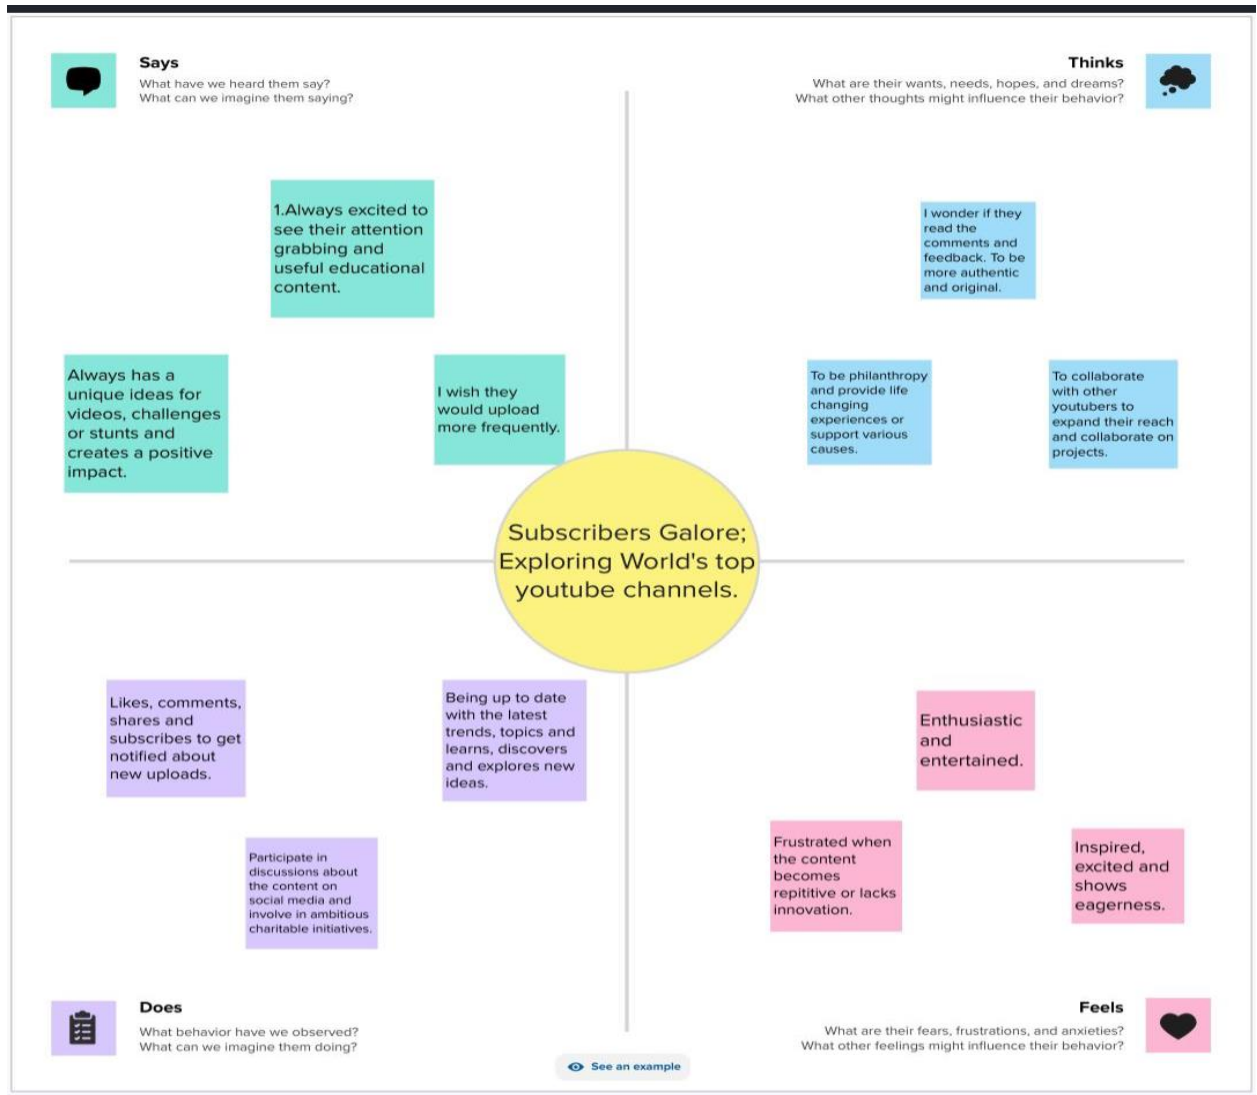 Says
What have we heard them say?
What can we imagine them saying?
Thinks
What are their wants, needs, hopes, and dreams?
What other thoughts might influence their behavior?
1.Always excited to
see their attention
grabbing and
useful educational
content.
Always has a
unique ideas for
videos, challenges
or stunts and
creates a positive
impact.
I wish they
would upload
more frequently.
I wonder if they
read the
comments and
feedback. To be
more authentic
and original.
To be philanthropy
and provide life
changing
experiences or
support various
causes.
To collaborate
with other
youtubers to
expand their reach
and collaborate on
projects.
Subscribers Galore;
Exploring World's top
youtube channels.
Likes, comments,
shares and
subscribes to get
notified about
new uploads.
Being up to date
with the latest
trends, topics and
learns, discovers
and explores new
ideas.
Participate in
discussions about
the content on
social media and
involve in ambitious
charitable initiatives.
Enthusiastic
and
entertained.
Frustrated when
the content
becomes
repititive or lacks
innovation.
Inspired,
excited and
shows
eagerness.
Does
What behavior have we observed?
What can we imagine them doing?
Feels
What are their fears, frustrations, and anxieties?
What other feelings might influence their behavior?
See an example